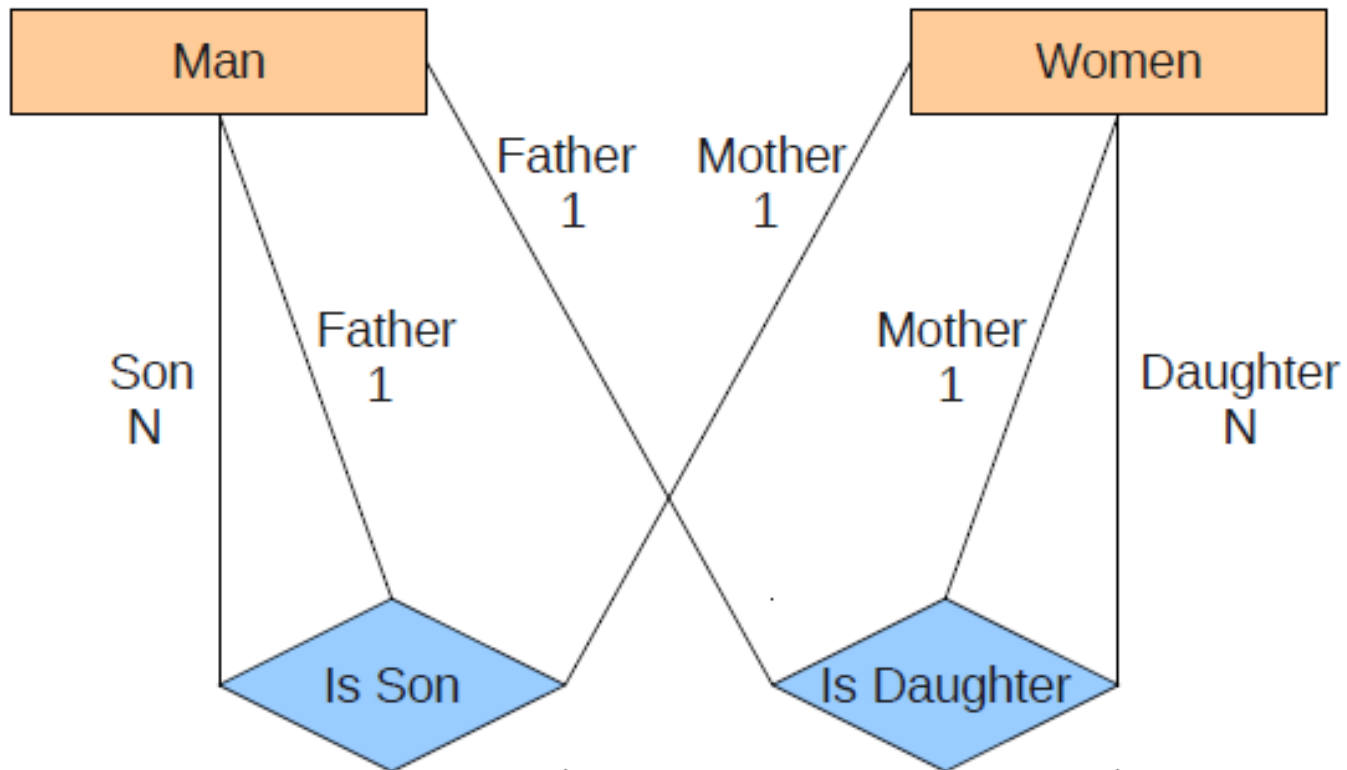 Man
Women
Father
1
Mother
1
Father
1
Mother
1
Son
N
Daughter
N
Is Son
Is Daughter